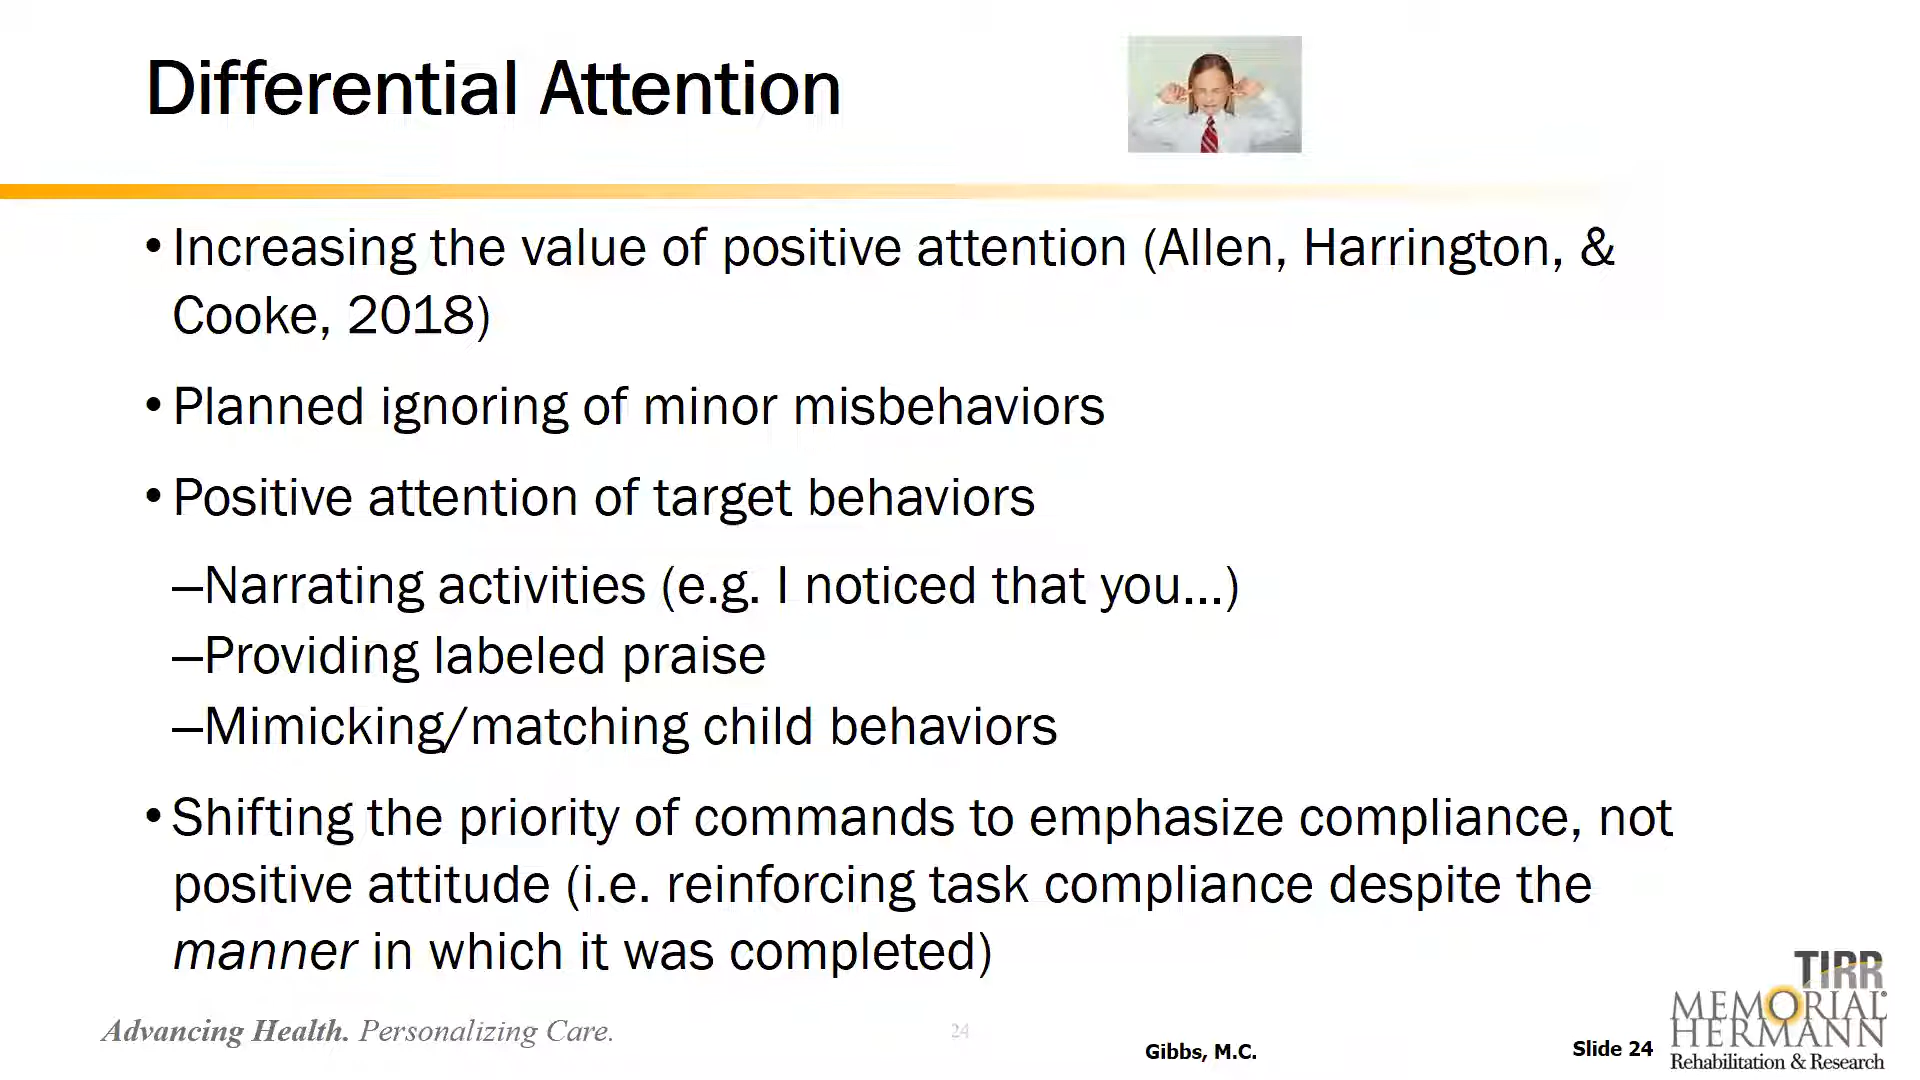 Differential Attention
• Increasing the value of positive attention (Allen, Harrington, &
Cooke, 2018)
• Planned ignoring of minor misbehaviors
• Positive attention of target behaviors
–Narrating activities (e.g. I noticed that you...)
–Providing labeled praise
–Mimicking/matching child behaviors
• Shifting the priority of commands to emphasize compliance, not
positive attitude (i.e. reinforcing task compliance despite the
manner in which it was completed)
Advancing Health. Personalizing Care.
24
Gibbs, M.C.
Slide 24
TIRR
MEMORIAL®
HERMANN
Rehabilitation & Research